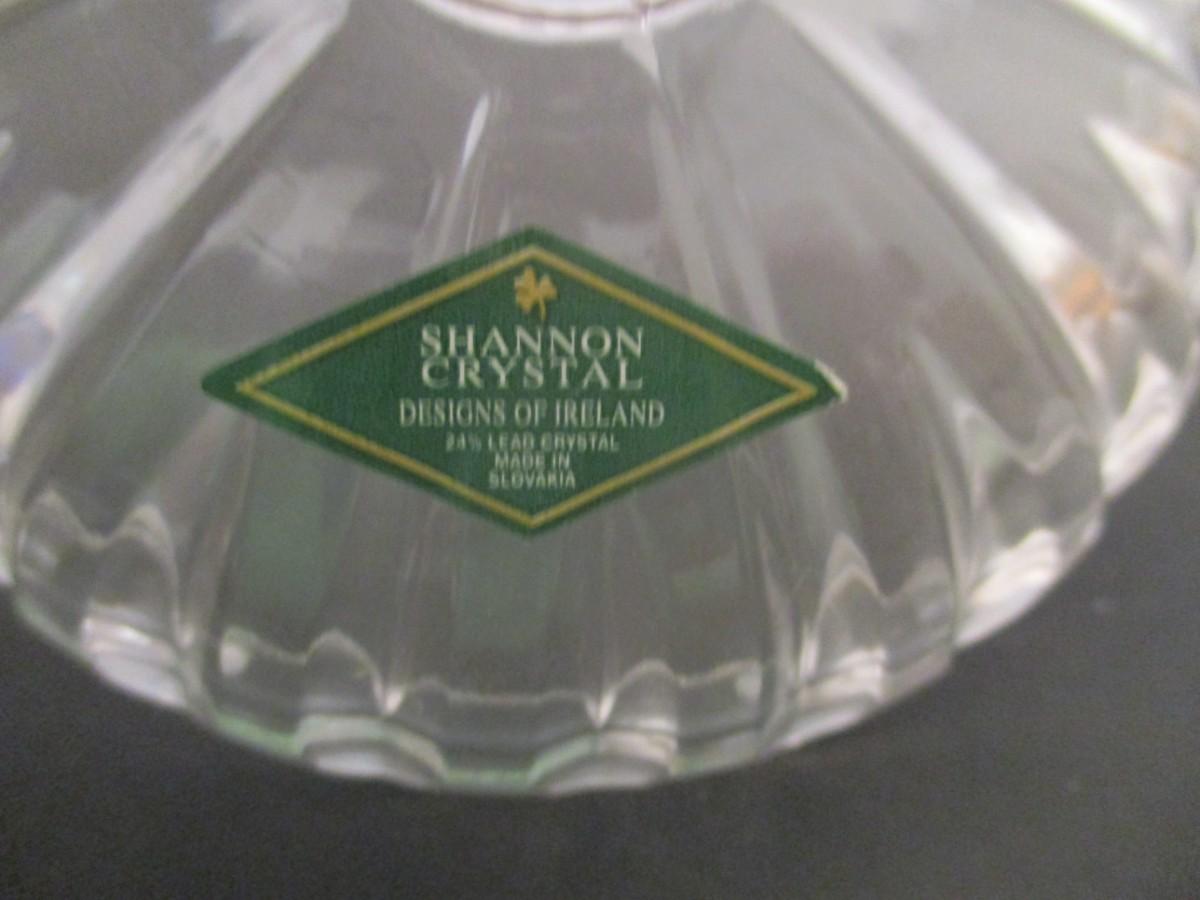 SHANNON
CRYSTAL
DESIGNS OF IRELAND
24% LEAD CRYSTAL
MADE IN
SLOVAKIA